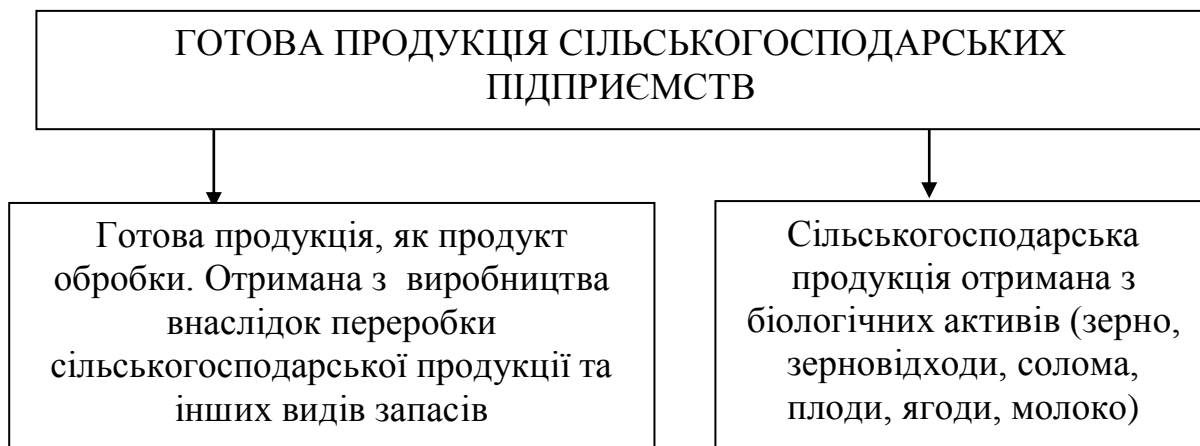 ГОТОВА ПРОДУКЦІЯ СІЛЬСЬКОГОСПОДАРСЬКИХ
ПІДПРИЄМСТВ
Готова продукція, як продукт
обробки. Отримана з виробництва
внаслідок переробки
сільськогосподарської продукції та
інших видів запасів
Сільськогосподарська
продукція отримана з
біологічних активів (зерно,
зерновідходи, солома,
плоди, ягоди, молоко)